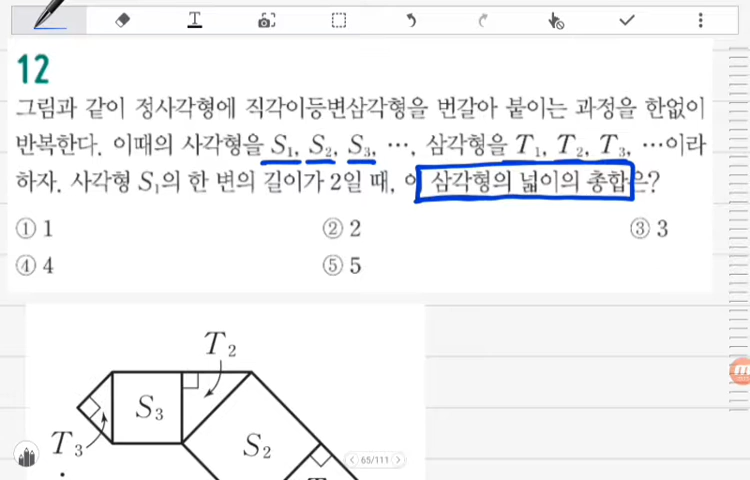 12
그림과 같이 정사각형에 직각이등변삼각형을 번갈아 붙이는 과정을 한없이
반복한다. 이때의 사각형을 S₁, S₂, S₃, ⋯, 삼각형을 T₁, T₂, T₃, ⋯이라
하자. 사각형 S₁의 한 변의 길이가 2일 때, 이 삼각형의 넓이의 총합은?
① 1 ② 2 ③ 3
④ 4 ⑤ 5
T₂
S₃
T₃
S₂
65/111